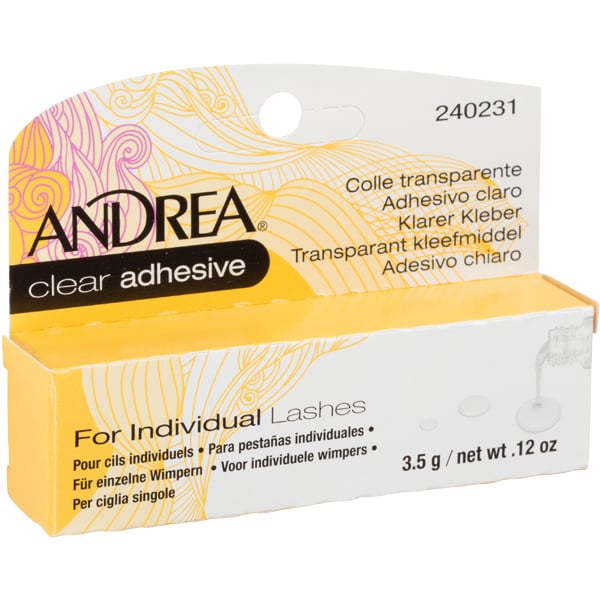 240231
Colle transparente
Adhesivo claro
Klarer Kleber
Transparant kleefmiddel
Adesivo chiaro
ANDREA®
clear adhesive
For Individual Lashes
Pour cils individuels • Para pestañas individuales •
Für einzelne Wimpern • Voor individuele wimpers •
Per ciglia singole
3.5 g / net wt .12 oz